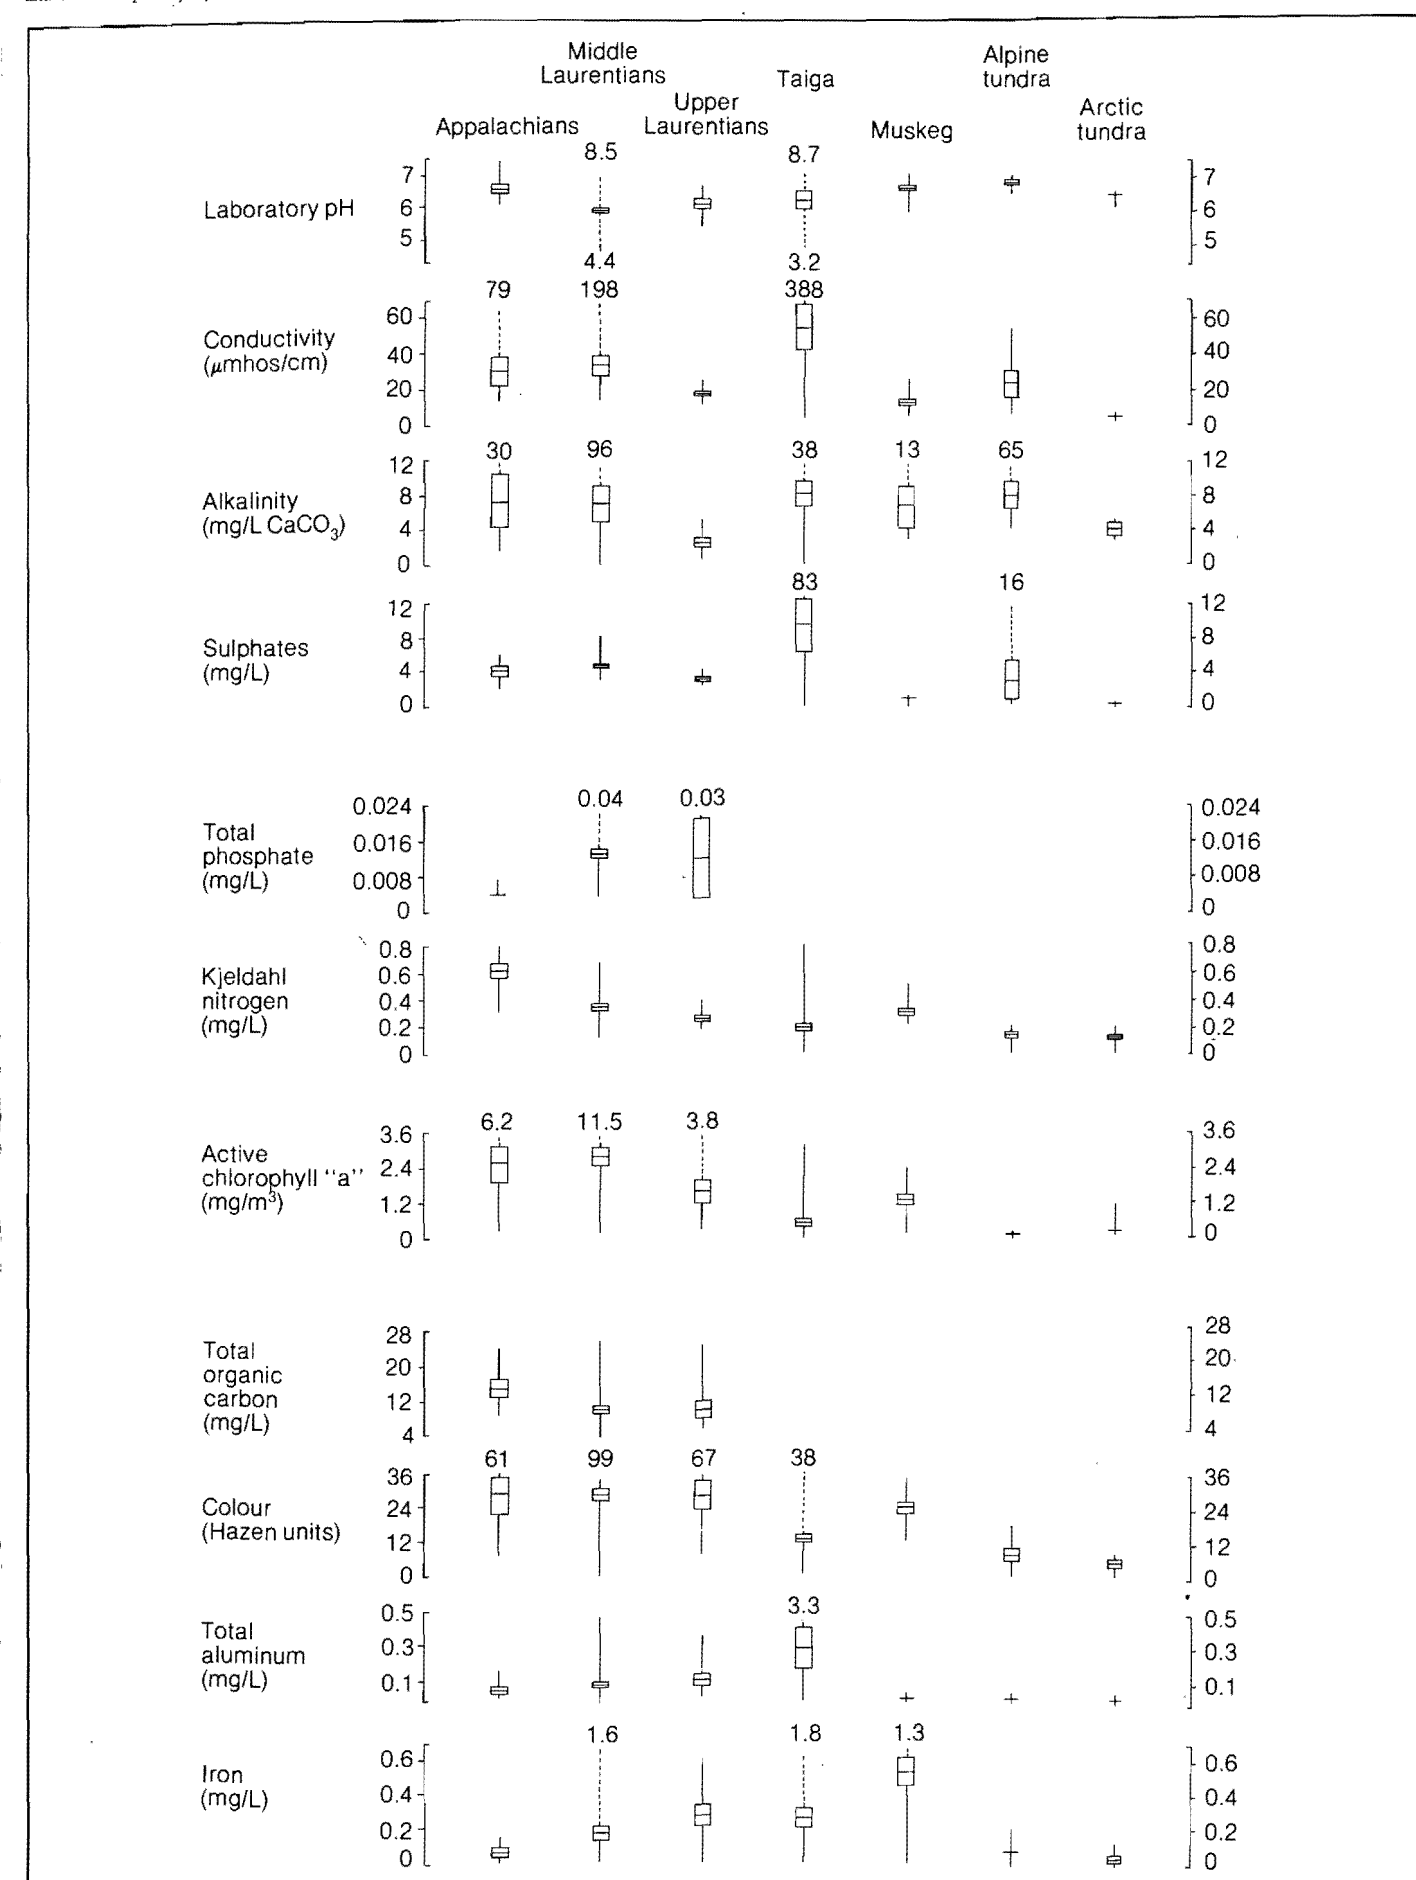 Middle
Laurentians
Taiga
Alpine
tundra
Upper
Laurentians
Arctic
tundra
Appalachians
Muskeg
8.5
8.7
Laboratory pH
7
6
5
7
6
5
4.4
3.2
79
198
388
Conductivity
(μmhos/cm)
60
40
20
0
60
40
20
0
30
96
38
13
65
Alkalinity
(mg/L CaCO₃)
12
8
4
0
12
8
4
0
83
16
Sulphates
(mg/L)
12
8
4
0
12
8
4
0
0.04
0.03
Total
phosphate
(mg/L)
0.024
0.016
0.008
0
0.024
0.016
0.008
0
Kjeldahl
nitrogen
(mg/L)
0.8
0.6
0.4
0.2
0
0.8
0.6
0.4
0.2
0
6.2
11.5
3.8
Active
chlorophyll "a"
(mg/m³)
3.6
2.4
1.2
0
3.6
2.4
1.2
0
Total
organic
carbon
(mg/L)
28
20
12
4
28
20
12
4
61
99
67
38
Colour
(Hazen units)
36
24
12
0
36
24
12
0
3.3
Total
aluminum
(mg/L)
0.5
0.3
0.1
0.5
0.3
0.1
1.6
1.8
1.3
Iron
(mg/L)
0.6
0.4
0.2
0
0.6
0.4
0.2
0